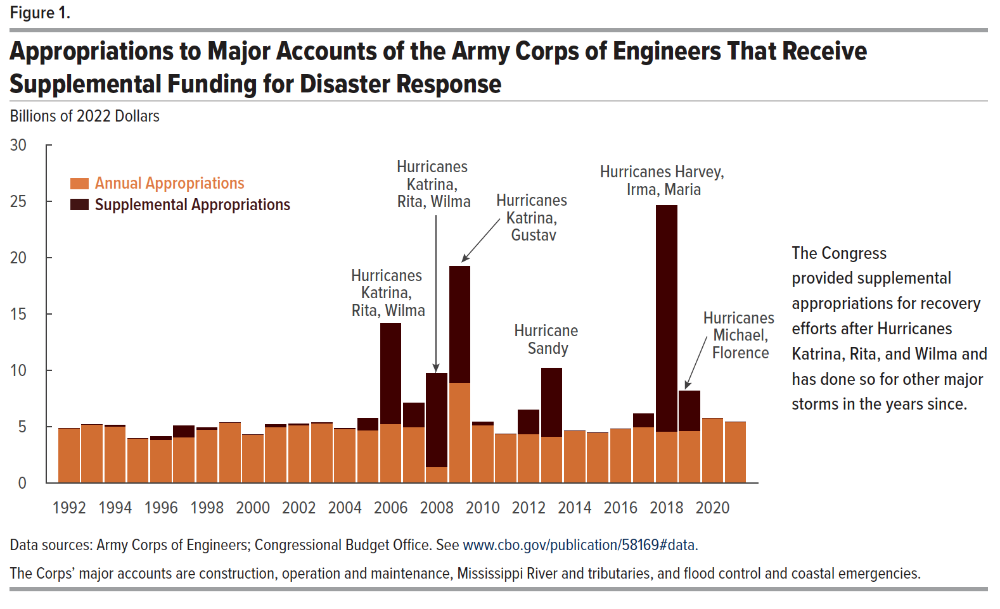 Figure 1.
Appropriations to Major Accounts of the Army Corps of Engineers That Receive
Supplemental Funding for Disaster Response
Billions of 2022 Dollars
30
25
20
15
10
5
0
Annual Appropriations
Supplemental Appropriations
Hurricanes
Katrina,
Rita, Wilma
Hurricanes
Katrina,
Rita, Wilma
Hurricanes
Katrina,
Gustav
Hurricane
Sandy
Hurricanes Harvey,
Irma, Maria
Hurricanes
Michael,
Florence
The Congress
provided supplemental
appropriations for recovery
efforts after Hurricanes
Katrina, Rita, and Wilma and
has done so for other major
storms in the years since.
1992 1994 1996 1998 2000 2002 2004 2006 2008 2010 2012 2014 2016 2018 2020
Data sources: Army Corps of Engineers; Congressional Budget Office. See www.cbo.gov/publication/58169#data.
The Corps’ major accounts are construction, operation and maintenance, Mississippi River and tributaries, and flood control and coastal emergencies.